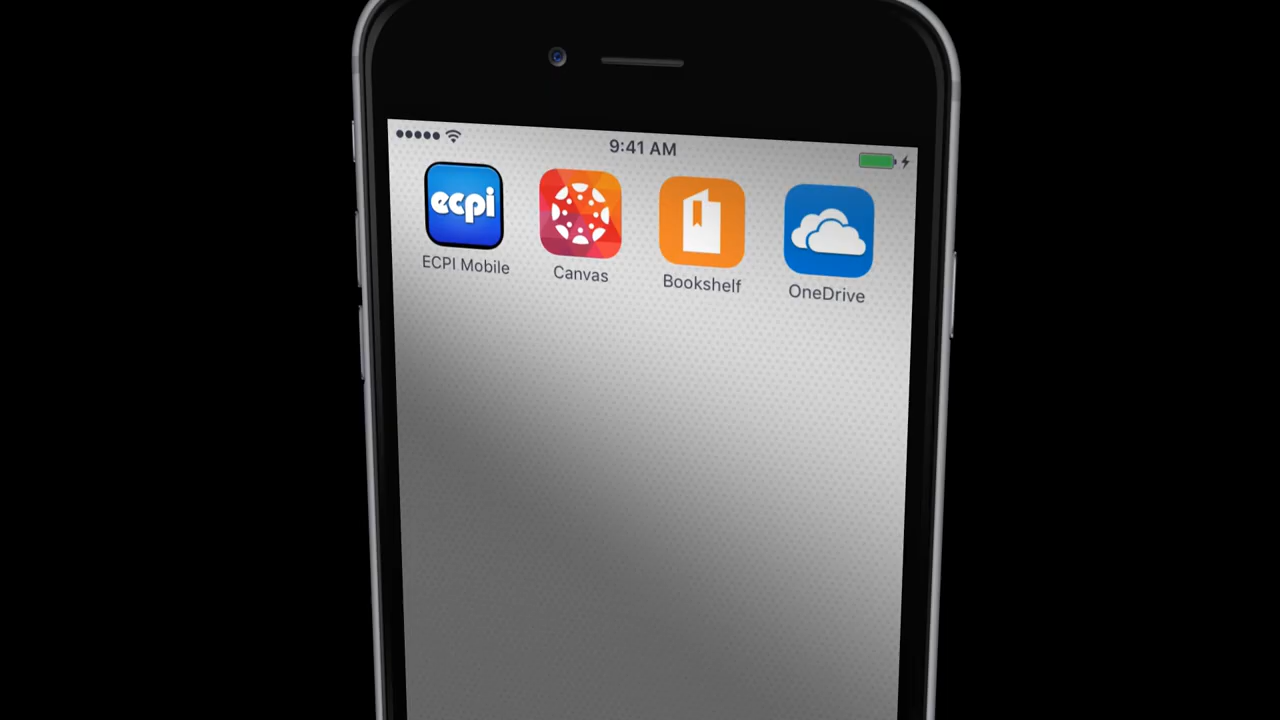 9:41 AM
ecpi
ECPI Mobile
Canvas
Bookshelf
OneDrive